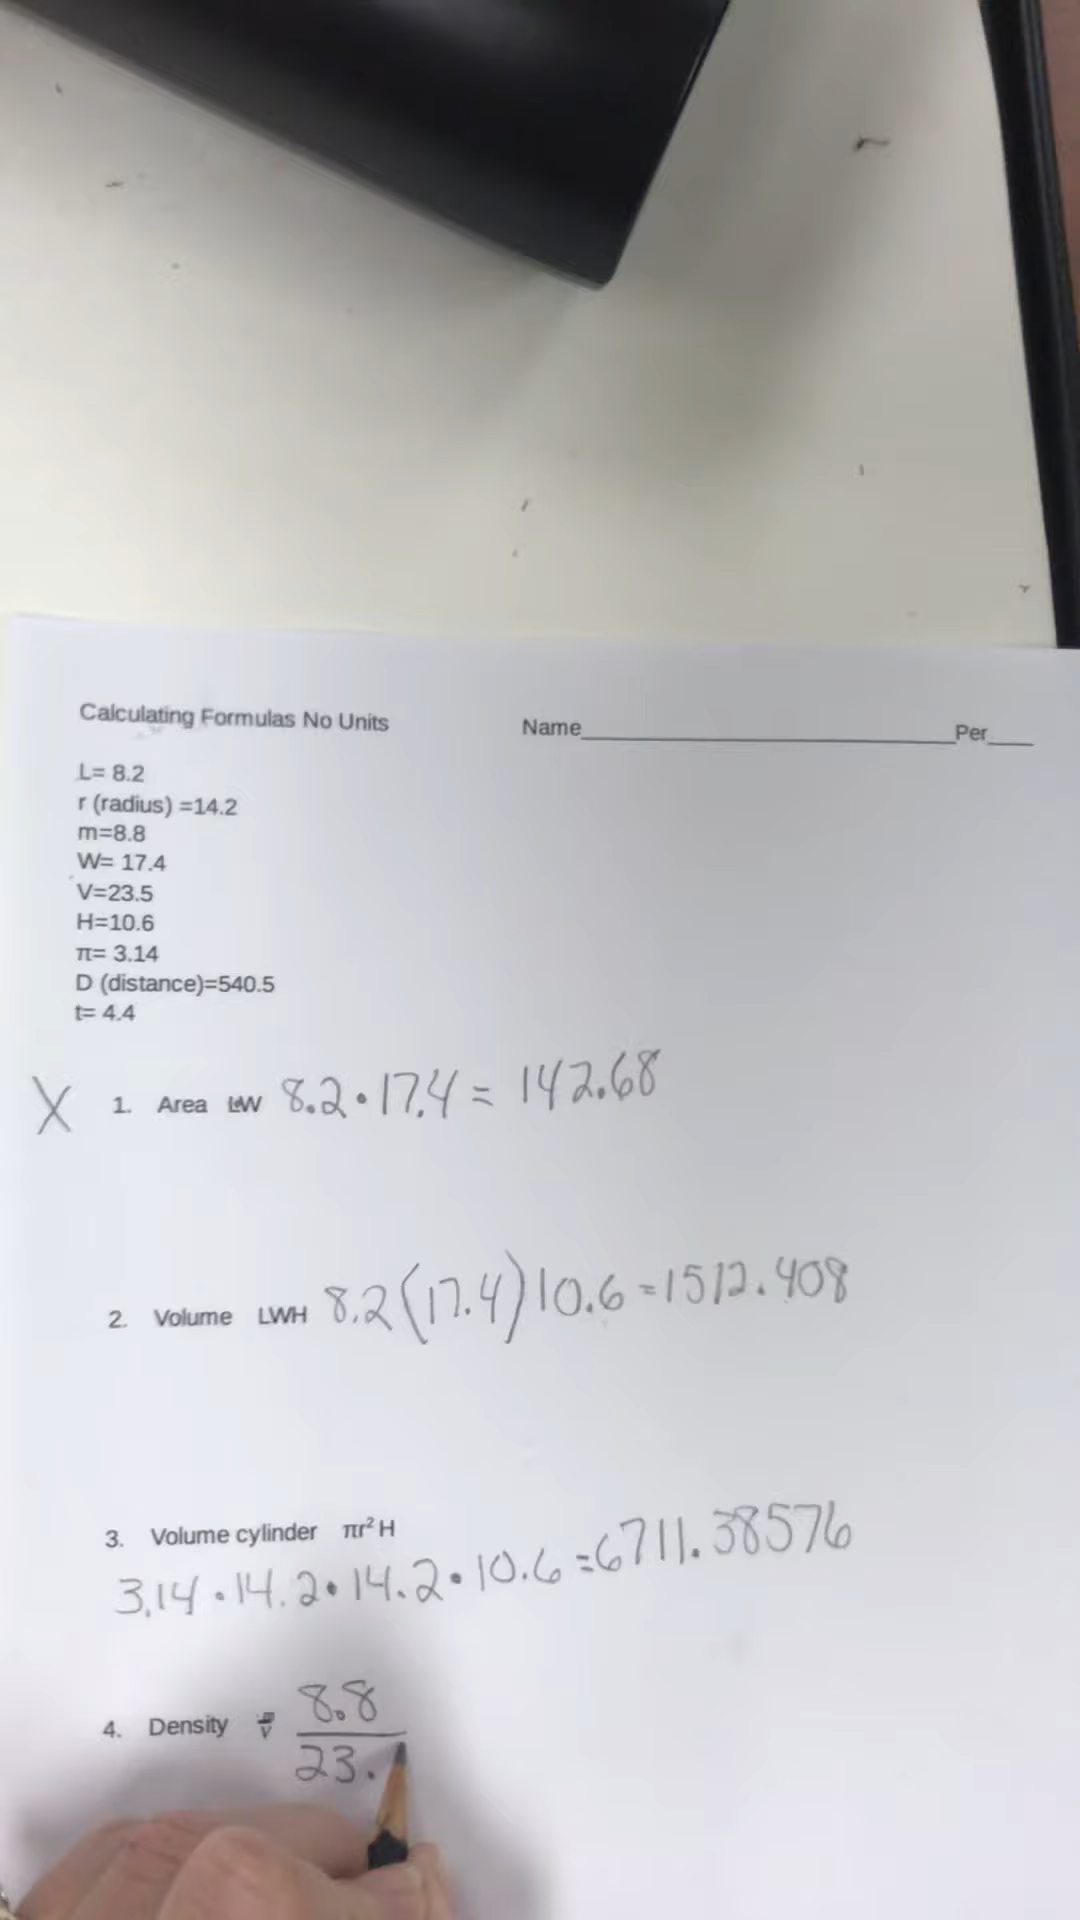 Calculating Formulas No Units Name____ Per____
L= 8.2
r (radius) =14.2
m=8.8
W= 17.4
V=23.5
H=10.6
π= 3.14
D (distance)=540.5
t= 4.4
X 1. Area LW 8.2•17.4 = 142.68
2. Volume LWH 8.2(17.4)10.6=1512.408
3. Volume cylinder πr² H
3.14•14.2•14.2•10.6=6711.38576
4. Density m/V 8.8
23.